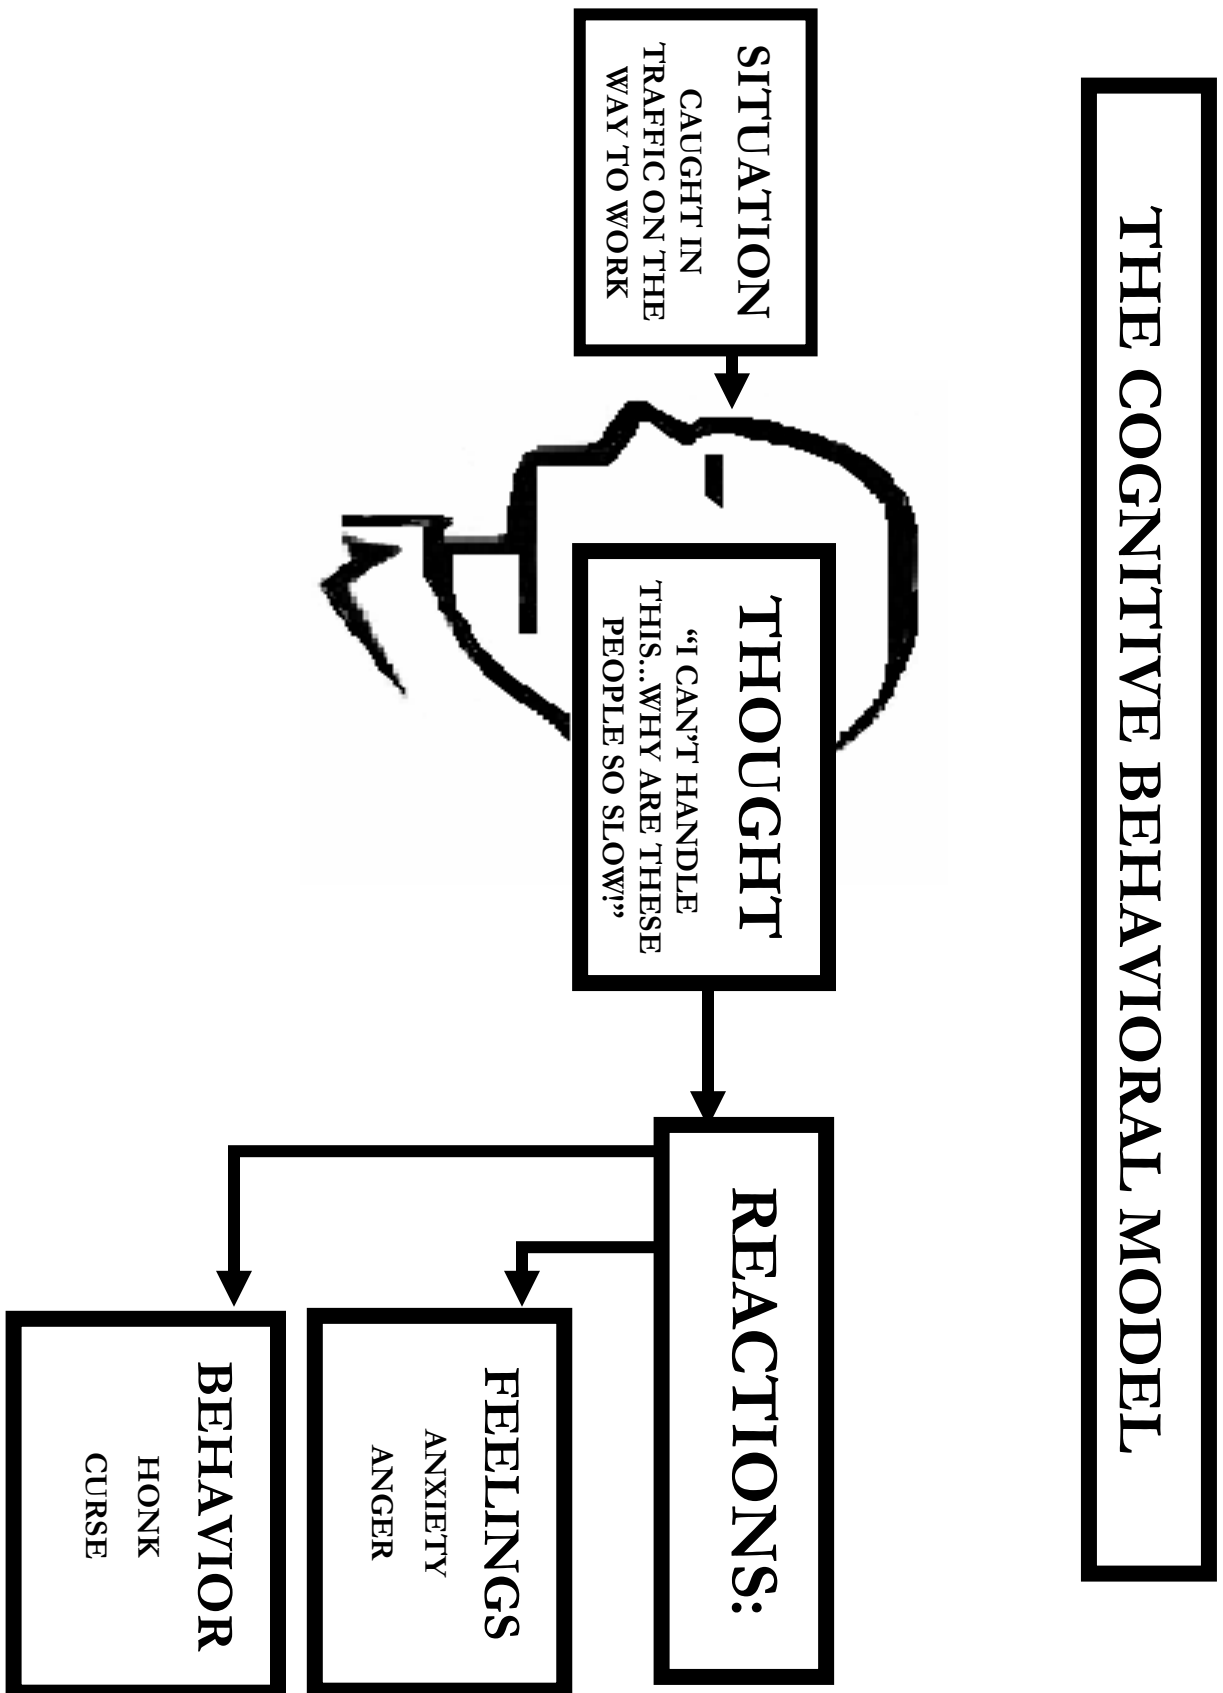 THE COGNITIVE BEHAVIORAL MODEL
SITUATION
CAUGHT IN
TRAFFIC ON THE
WAY TO WORK
THOUGHT
“I CAN’T HANDLE
THIS...WHY ARE THESE
PEOPLE SO SLOW!”
REACTIONS:
FEELINGS
ANXIETY
ANGER
BEHAVIOR
HONK
CURSE